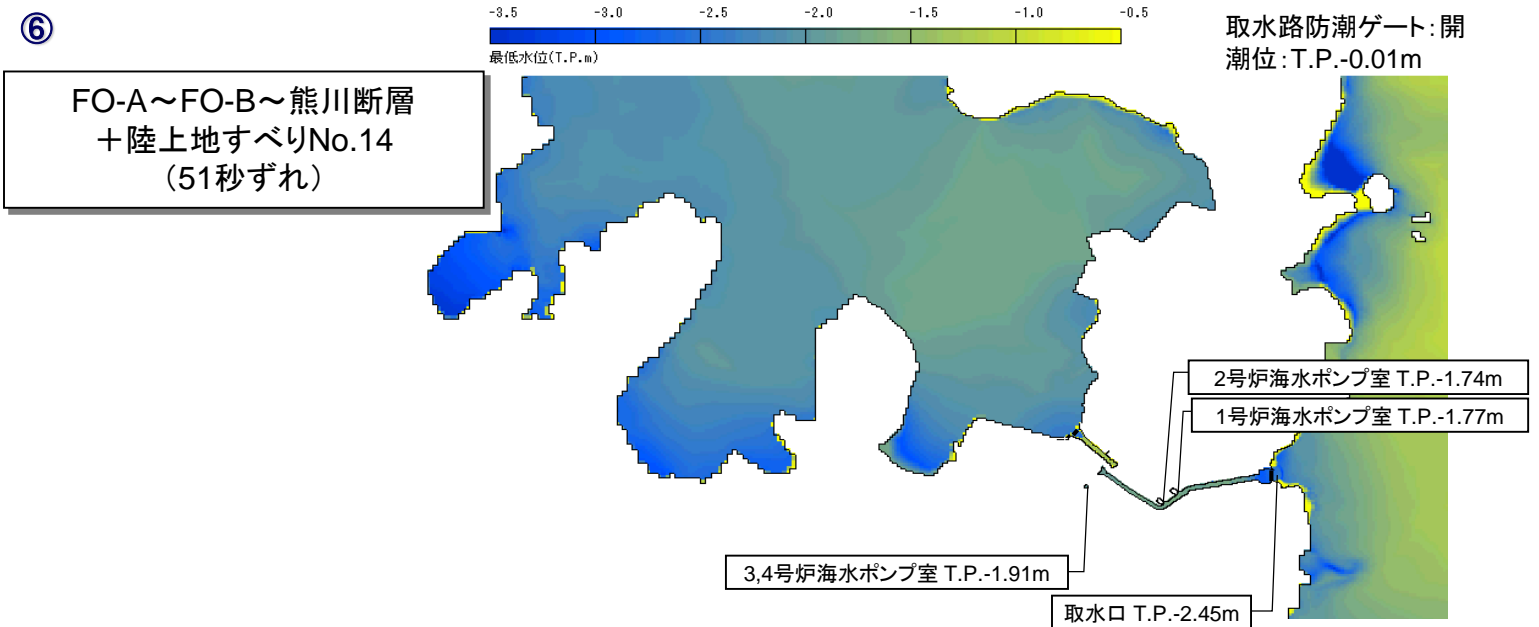 ⑥
-3.5 -3.0 -2.5 -2.0 -1.5 -1.0 -0.5
最低水位(T.P.m)
取水路防潮ゲート：開
潮位：T.P.-0.01m
FO-A～FO-B～熊川断層
＋陸上地すべりNo.14
（51秒ずれ）
2号炉海水ポンプ室 T.P.-1.74m
1号炉海水ポンプ室 T.P.-1.77m
3,4号炉海水ポンプ室 T.P.-1.91m
取水口 T.P.-2.45m